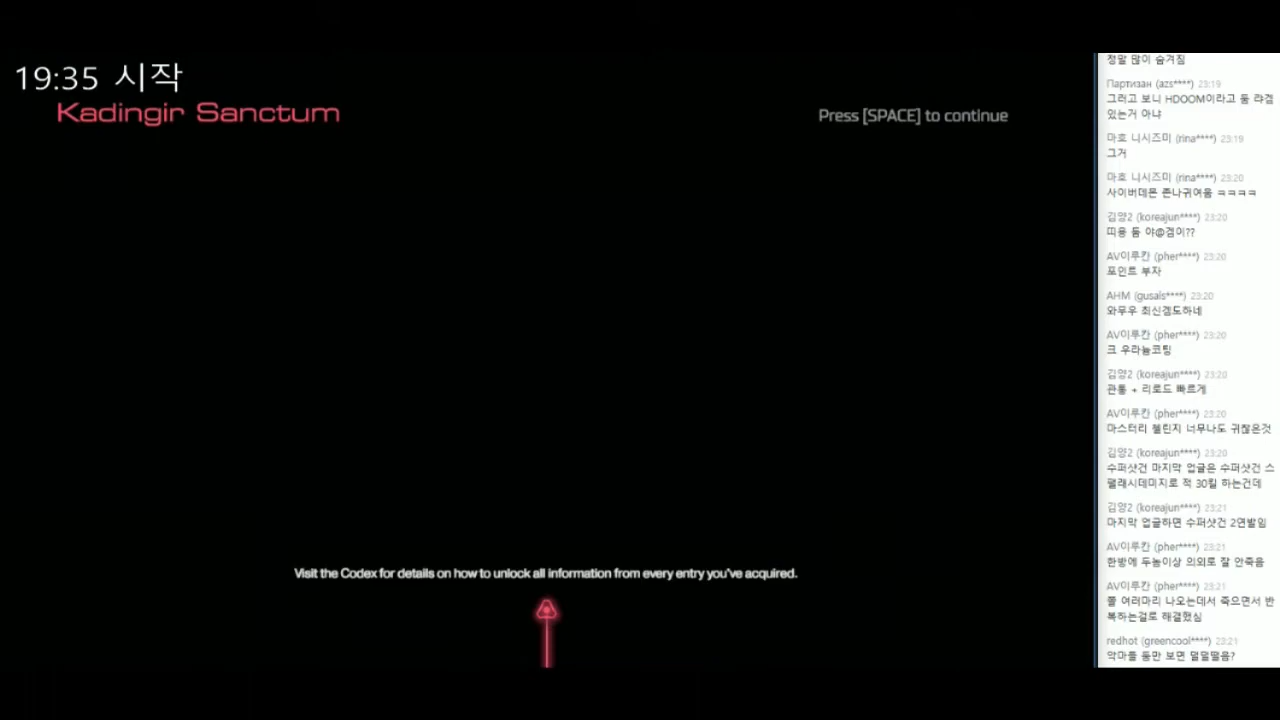 19:35 시작
Kadingir Sanctum
Press [SPACE] to continue
Visit the Codex for details on how to unlock all information from every entry you've acquired.
정말 많이 숨겨짐
Партизан (azs****) 23:19
그러고 보니 HDOOM이라고 둠 랴겜
있는거 아냐
마호 니시즈미 (rina****) 23:19
그거
마호 니시즈미 (rina****) 23:20
사이버데몬 존나귀여움 ㅋㅋㅋㅋ
김영2 (koreajun****) 23:20
띠용 둠 야@겜이??
AV이루칸 (pher****) 23:20
포인트 부자
AHM (gusals****) 23:20
와무우 최신겜도하네
AV이루칸 (pher****) 23:20
크 우라늄코팅
김영2 (koreajun****) 23:20
관통 + 리로드 빠르게
AV이루칸 (pher****) 23:20
마스터리 첼린지 너무나도 귀찮은것
김영2 (koreajun****) 23:20
수퍼샷건 마지막 업글은 수퍼샷건 스
팰래시데미지로 적 30킬 하는건데
김영2 (koreajun****) 23:21
마지막 업글하면 수퍼샷건 2연발임
AV이루칸 (pher****) 23:21
한방에 두놈이상 의외로 잘 안죽음
AV이루칸 (pher****) 23:21
쫄 여러마리 나오는데서 죽으면서 반
복하는걸로 해결했심
redhot (greencool****) 23:21
악마들 둠만 보면 덜덜떨음?